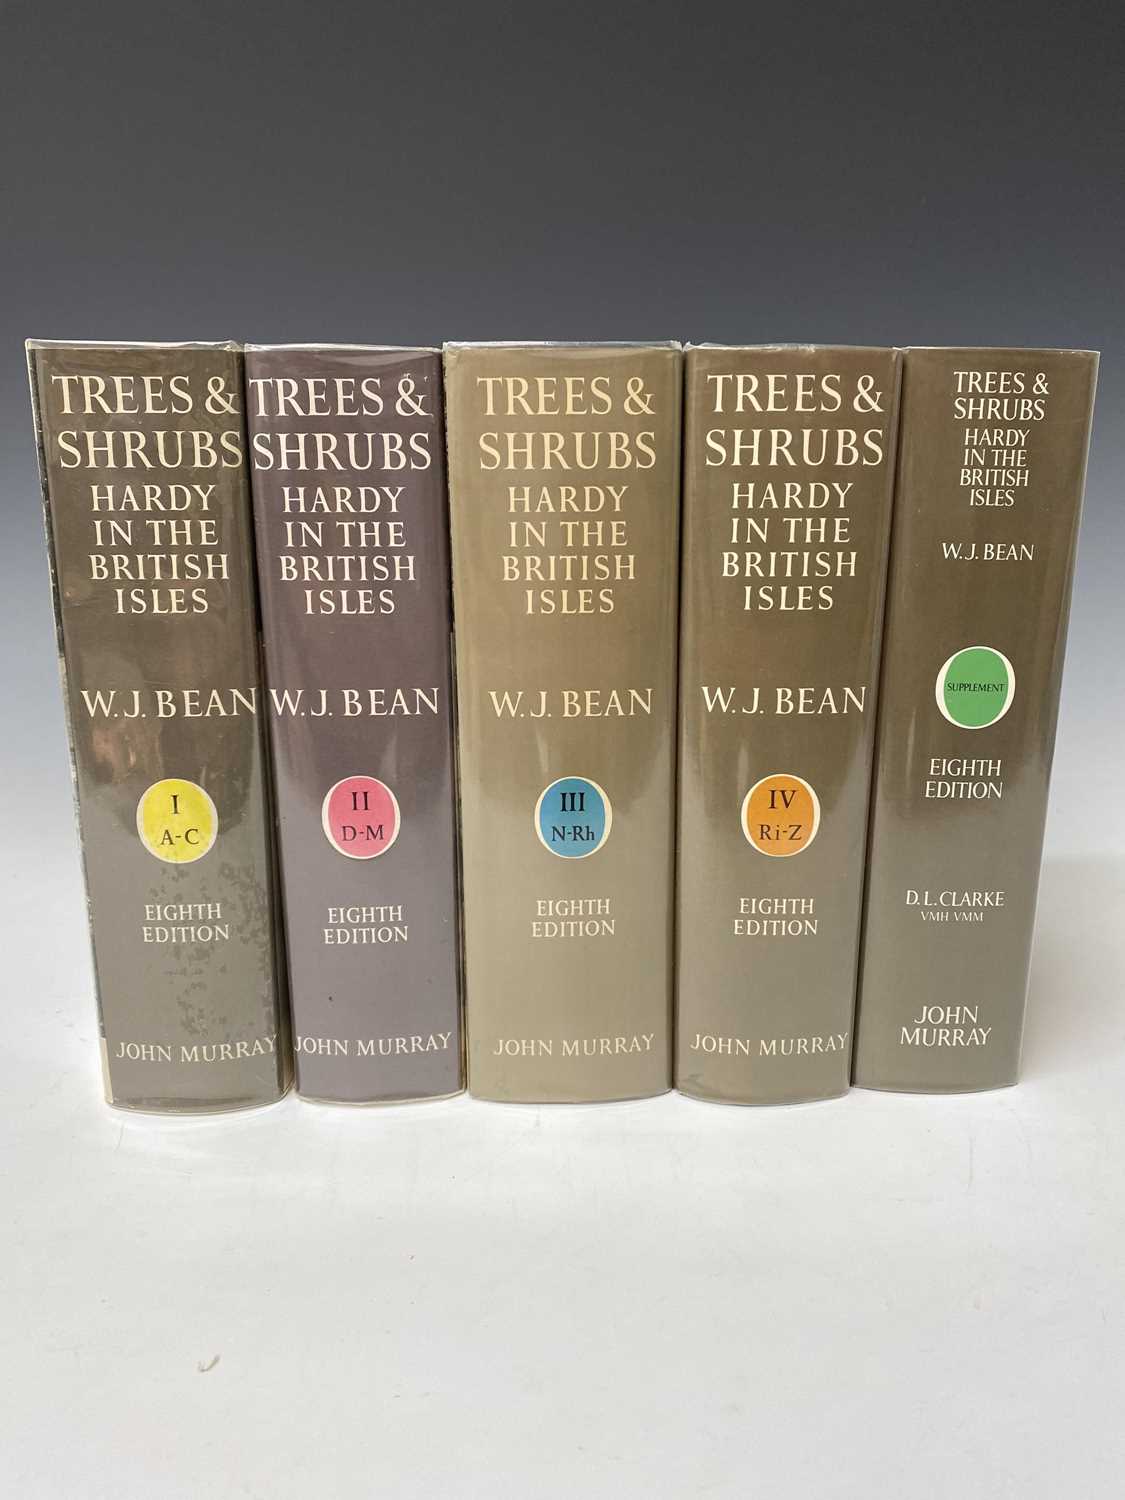 TREES &
SHRUBS
HARDY
IN THE
BRITISH
ISLES
W.J. BEAN
I
A-C
EIGHTH
EDITION
JOHN MURRAY
TREES &
SHRUBS
HARDY
IN THE
BRITISH
ISLES
W.J. BEAN
II
D-M
EIGHTH
EDITION
JOHN MURRAY
TREES &
SHRUBS
HARDY
IN THE
BRITISH
ISLES
W.J. BEAN
III
N-Rh
EIGHTH
EDITION
JOHN MURRAY
TREES &
SHRUBS
HARDY
IN THE
BRITISH
ISLES
W.J. BEAN
IV
Ri-Z
EIGHTH
EDITION
JOHN MURRAY
TREES &
SHRUBS
HARDY
IN THE
BRITISH
ISLES
W.J. BEAN
SUPPLEMENT
EIGHTH
EDITION
D.L. CLARKE
VMH VMM
JOHN
MURRAY